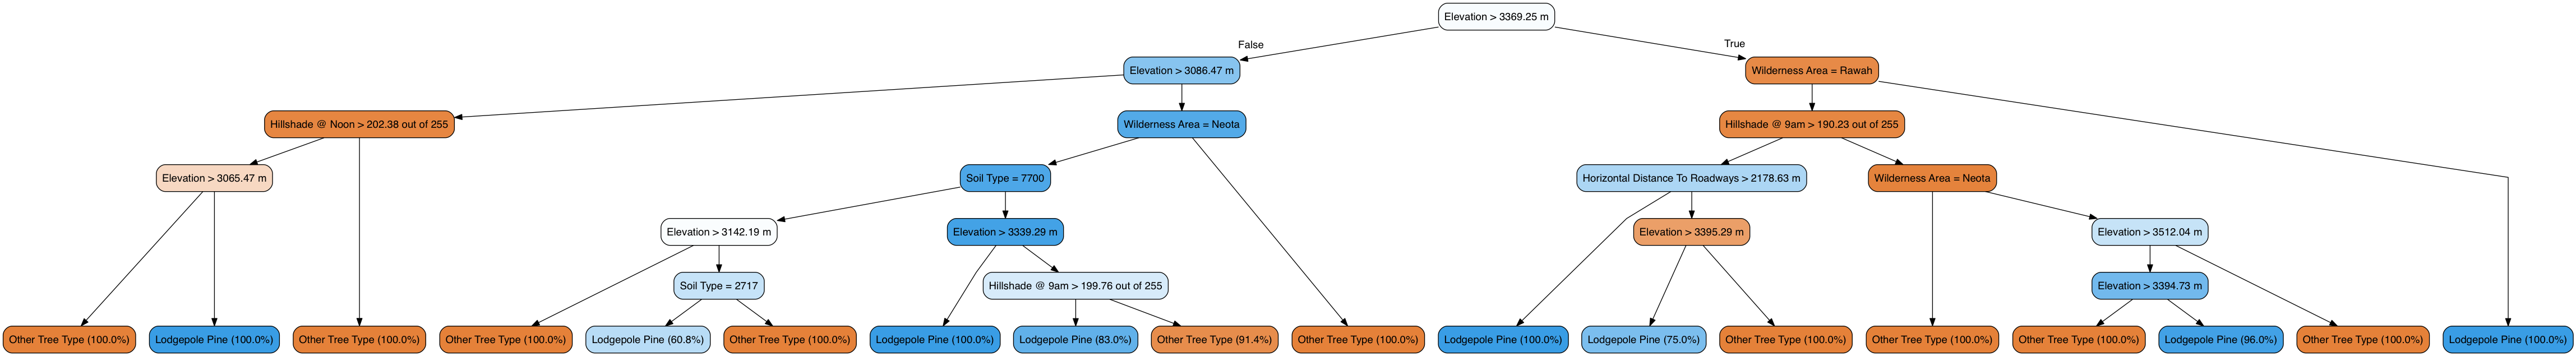 Elevation > 3369.25 m
False
True
Elevation > 3086.47 m
Wilderness Area = Rawah
Hillshade @ Noon > 202.38 out of 255
Wilderness Area = Neota
Hillshade @ 9am > 190.23 out of 255
Elevation > 3065.47 m
Soil Type = 7700
Horizontal Distance To Roadways > 2178.63 m
Wilderness Area = Neota
Elevation > 3142.19 m
Elevation > 3339.29 m
Elevation > 3395.29 m
Elevation > 3512.04 m
Soil Type = 2717
Hillshade @ 9am > 199.76 out of 255
Elevation > 3394.73 m
Other Tree Type (100.0%)
Lodgepole Pine (100.0%)
Other Tree Type (100.0%)
Other Tree Type (100.0%)
Lodgepole Pine (60.8%)
Other Tree Type (100.0%)
Lodgepole Pine (100.0%)
Lodgepole Pine (83.0%)
Other Tree Type (91.4%)
Other Tree Type (100.0%)
Lodgepole Pine (100.0%)
Lodgepole Pine (75.0%)
Other Tree Type (100.0%)
Other Tree Type (100.0%)
Other Tree Type (100.0%)
Lodgepole Pine (96.0%)
Other Tree Type (100.0%)
Lodgepole Pine (100.0%)